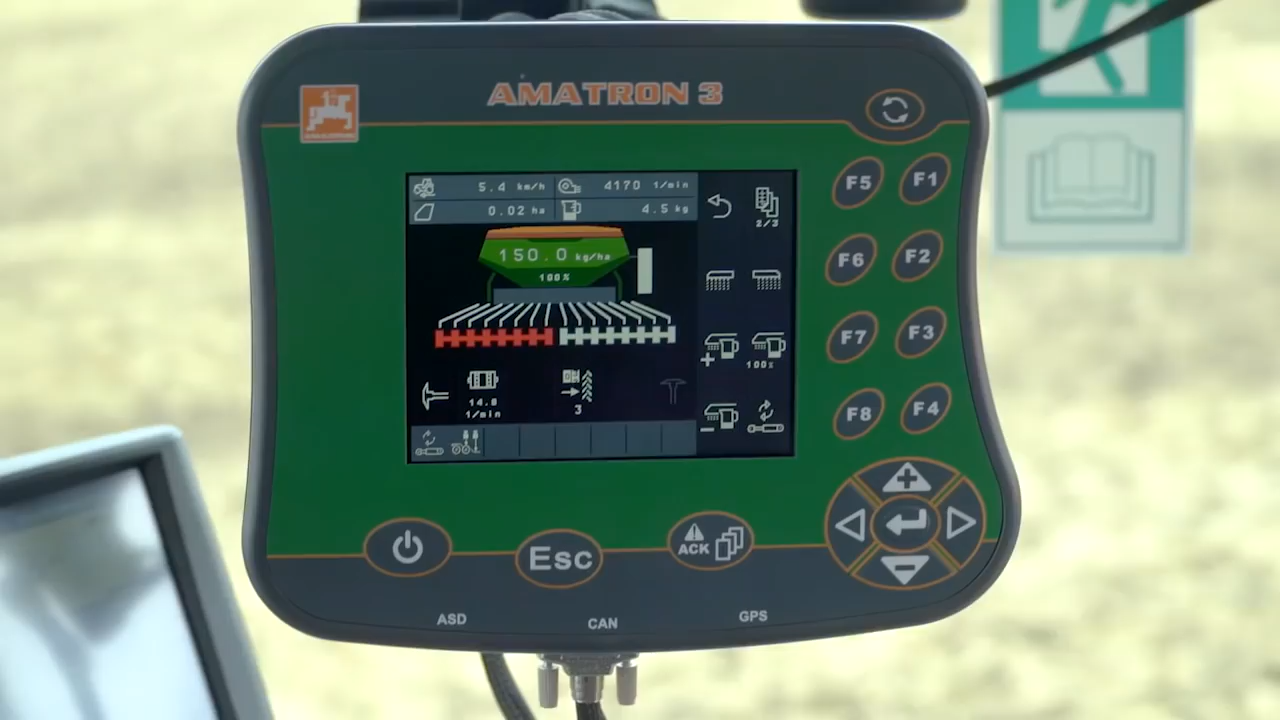 AMATRON 3
5.4 km/h
4170 1/min
0.02 ha
4.5 kg
2/2
150.0 kg/ha
100%
100%
14.8
1/min
3
F5
F1
F6
F2
F7
F3
F8
F4
Esc
ACK
ASD
CAN
GPS